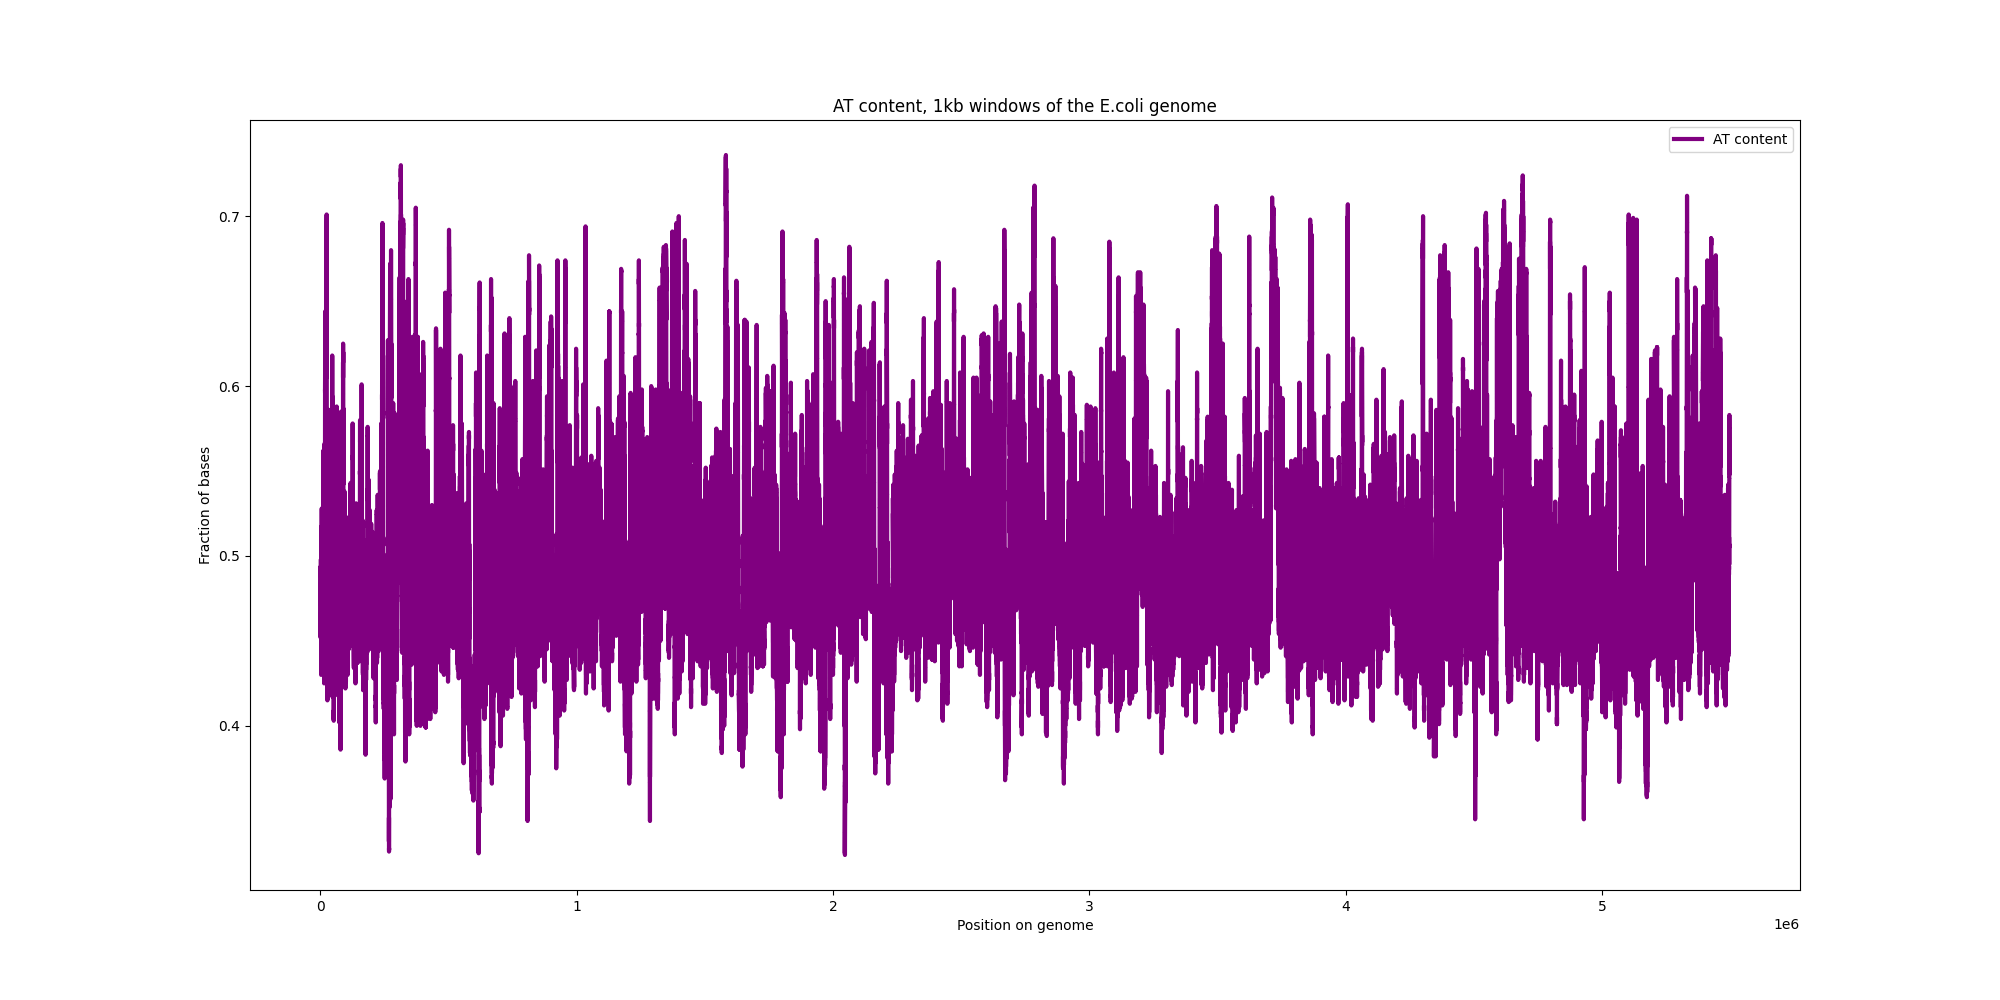 AT content, 1kb windows of the E.coli genome
AT content
Fraction of bases
0.7
0.6
0.5
0.4
0 1 2 3 4 5
1e6
Position on genome